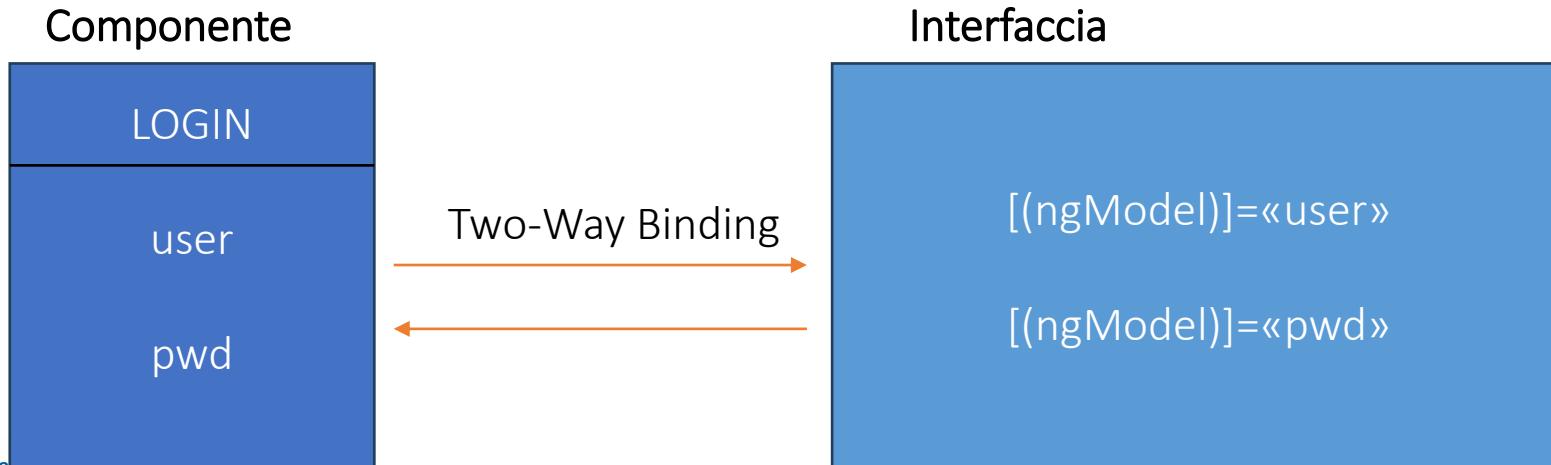 Componente
Interfaccia
LOGIN
user
pwd
Two-Way Binding
[(ngModel)]=«user»
[(ngModel)]=«pwd»